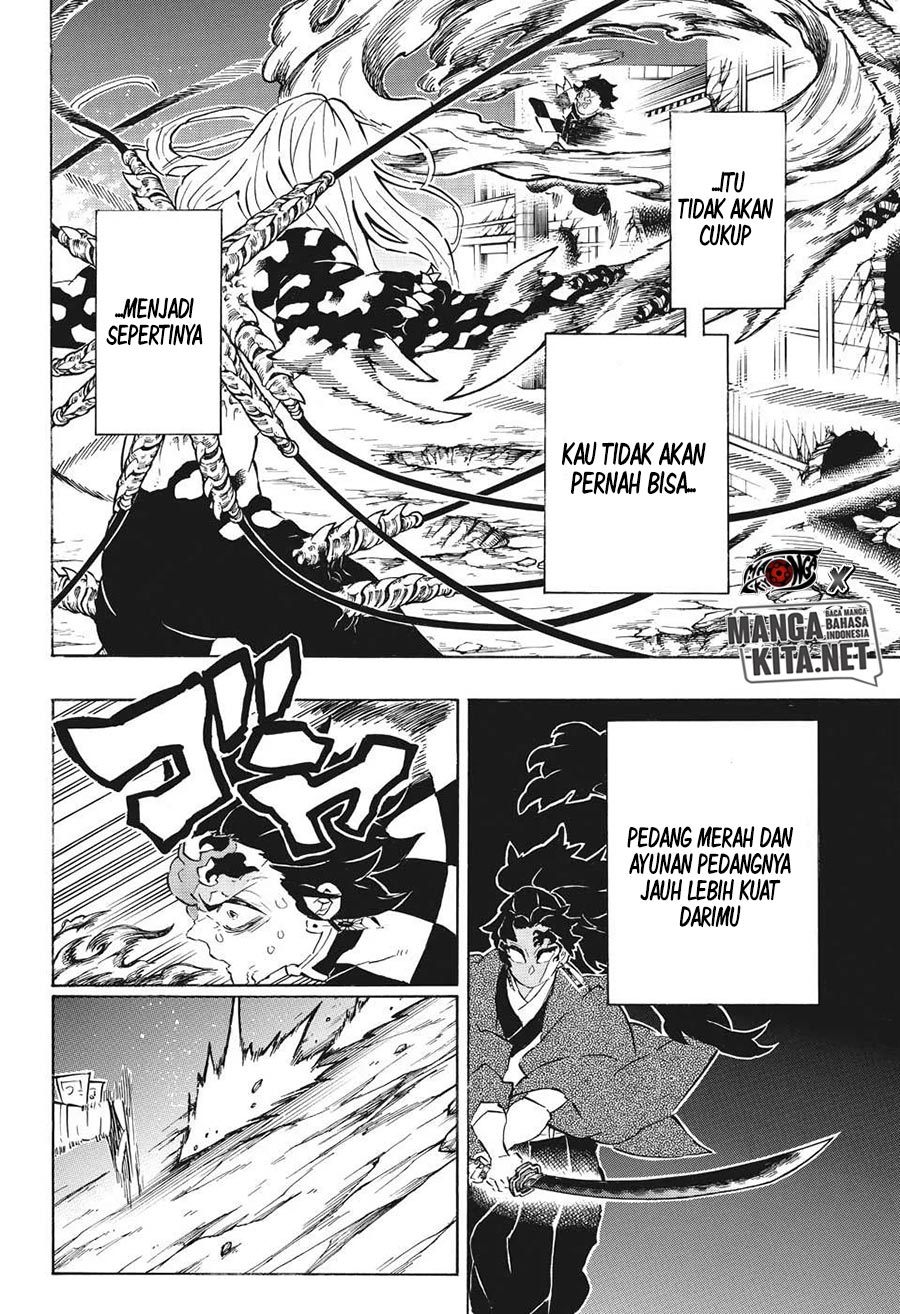 ...ITU
TIDAK AKAN
CUKUP
KAU TIDAK AKAN
PERNAH BISA...
...MENJADI
SEPERTINYA
X
MANGA
KITA.NET
BACA MANGA
BAHASA
INDONESIA
PEDANG MERAH DAN
AYUNAN PEDANGNYA
JAUH LEBIH KUAT
DARIMU